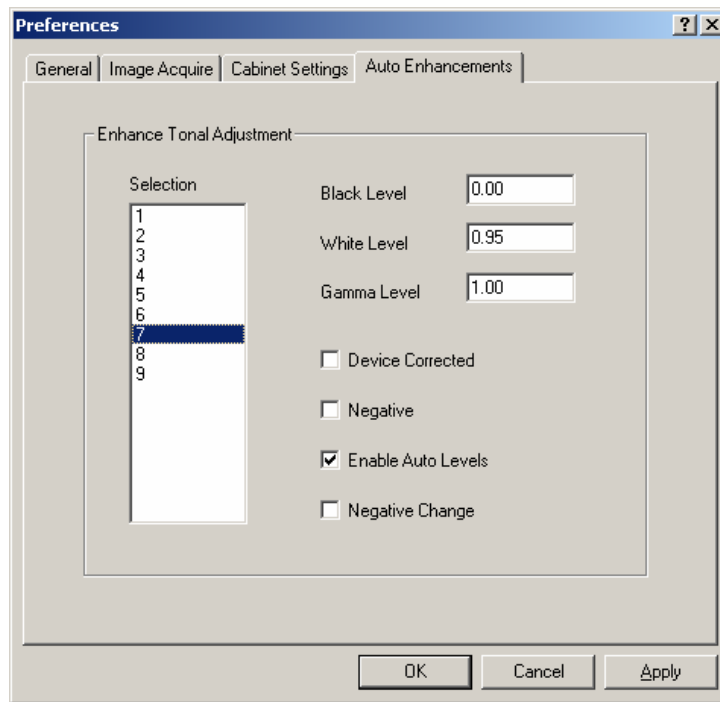 Preferences
General Image Acquire Cabinet Settings Auto Enhancements
Enhance Tonal Adjustment
Selection
1
2
3
4
5
6
7
8
9
Black Level 0.00
White Level 0.95
Gamma Level 1.00
Device Corrected
Negative
Enable Auto Levels
Negative Change
OK Cancel Apply